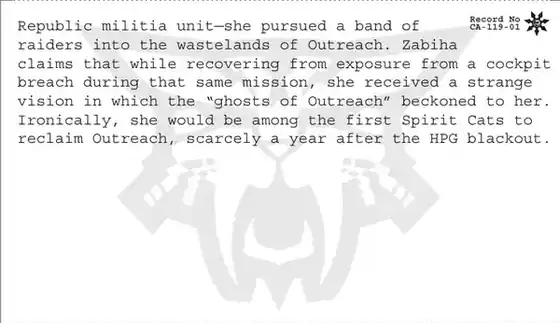 Republic militia unit—she pursued a band of
raiders into the wastelands of Outreach. Zabiha
claims that while recovering from exposure from a cockpit
breach during that same mission, she received a strange
vision in which the “ghosts of Outreach” beckoned to her.
Ironically, she would be among the first Spirit Cats to
reclaim Outreach, scarcely a year after the HPG blackout.
Record No
CA-119-01